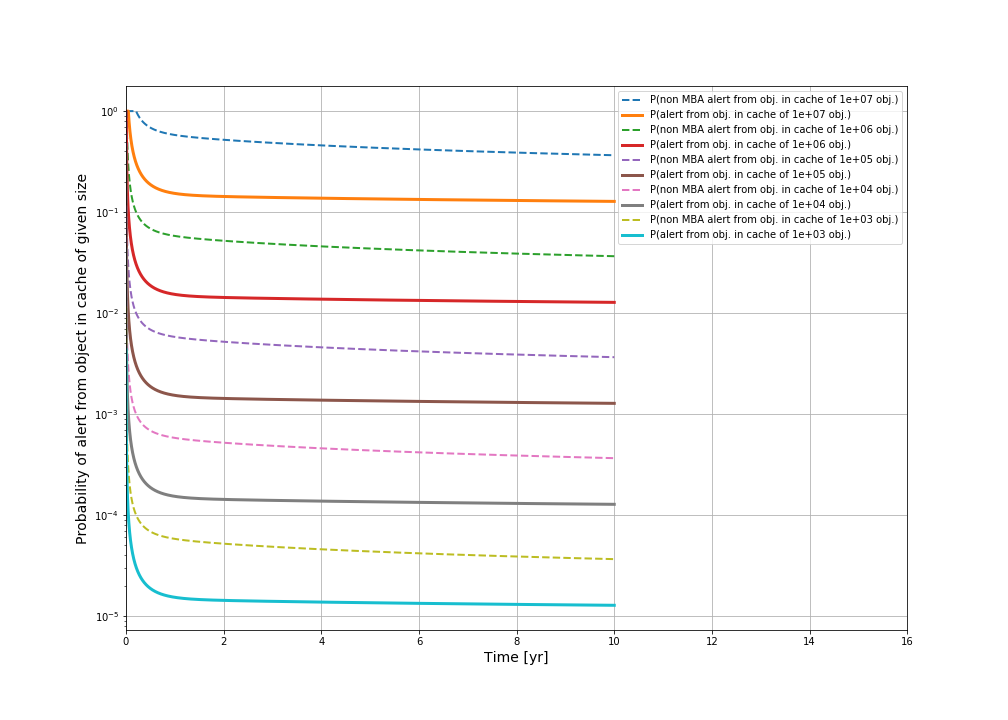 P(non MBA alert from obj. in cache of 1e+07 obj.)
P(alert from obj. in cache of 1e+07 obj.)
P(non MBA alert from obj. in cache of 1e+06 obj.)
P(alert from obj. in cache of 1e+06 obj.)
P(non MBA alert from obj. in cache of 1e+05 obj.)
P(alert from obj. in cache of 1e+05 obj.)
P(non MBA alert from obj. in cache of 1e+04 obj.)
P(alert from obj. in cache of 1e+04 obj.)
P(non MBA alert from obj. in cache of 1e+03 obj.)
P(alert from obj. in cache of 1e+03 obj.)
Probability of alert from object in cache of given size
10⁰
10⁻¹
10⁻²
10⁻³
10⁻⁴
10⁻⁵
0 2 4 6 8 10 12 14 16
Time [yr]